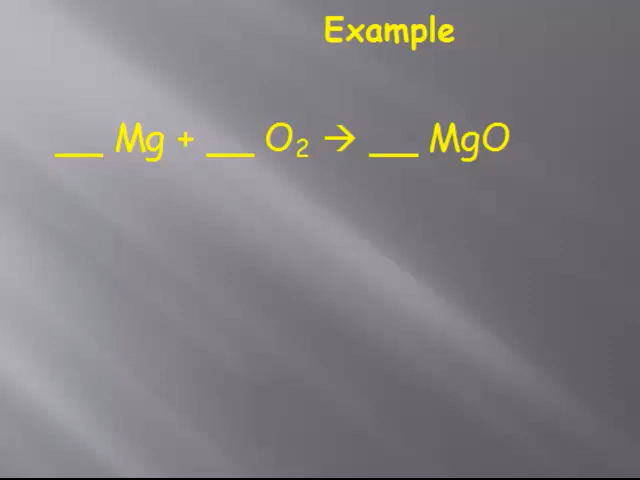 Example
__ Mg + __ O₂ → __ MgO